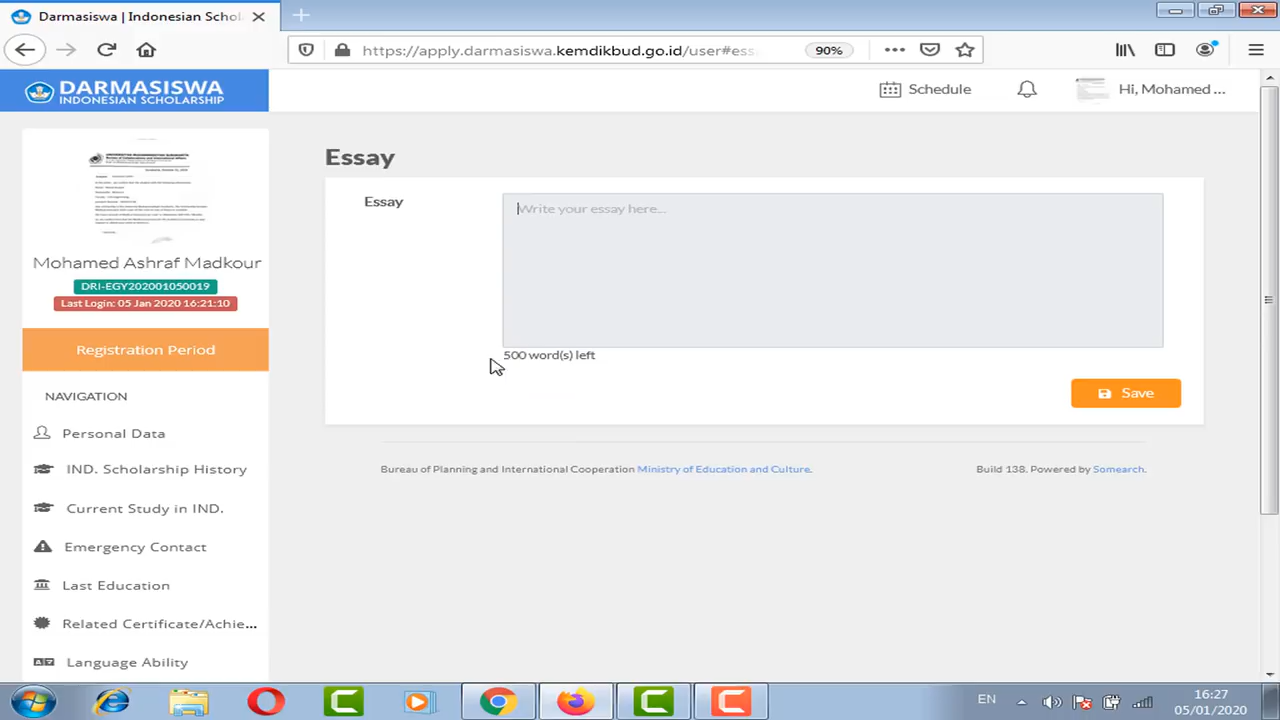 Darmasiswa | Indonesian Schol
https://apply.darmasiswa.kemdikbud.go.id/user#ess
90%
DARMASISWA
INDONESIAN SCHOLARSHIP
Schedule
Hi, Mohamed ...
Mohamed Ashraf Madkour
DRI-EGY202001050019
Last Login: 05 Jan 2020 16:21:10
Registration Period
NAVIGATION
Personal Data
IND. Scholarship History
Current Study in IND.
Emergency Contact
Last Education
Related Certificate/Achie...
Language Ability
Essay
Essay
your essay here...
500 word(s) left
Save
Bureau of Planning and International Cooperation Ministry of Education and Culture.
Build 138. Powered by Somearch.
EN
16:27
05/01/2020